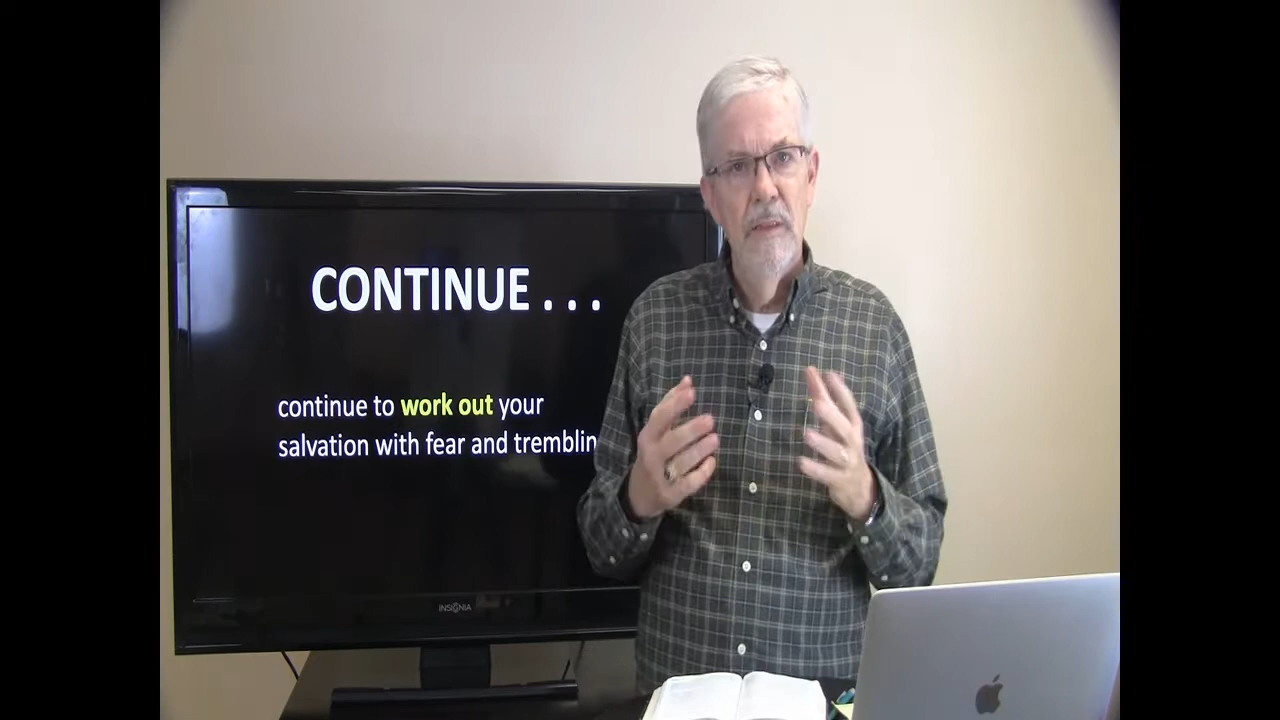 CONTINUE . . .
continue to work out your
salvation with fear and tremblin
INSIGNIA